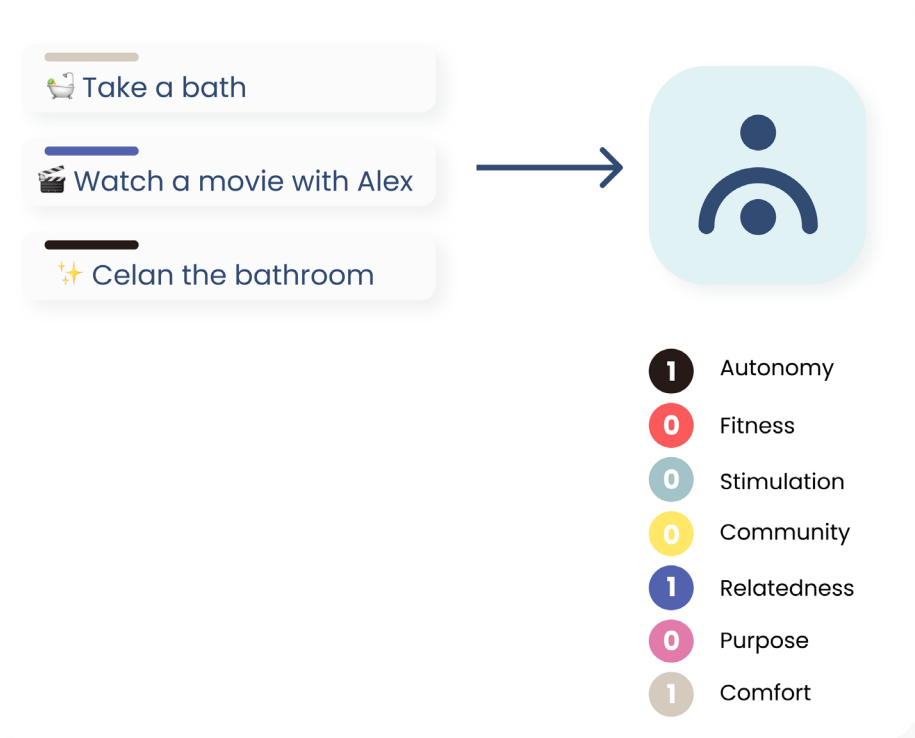 Take a bath
Watch a movie with Alex
Celan the bathroom
1 Autonomy
0 Fitness
0 Stimulation
0 Community
1 Relatedness
0 Purpose
1 Comfort